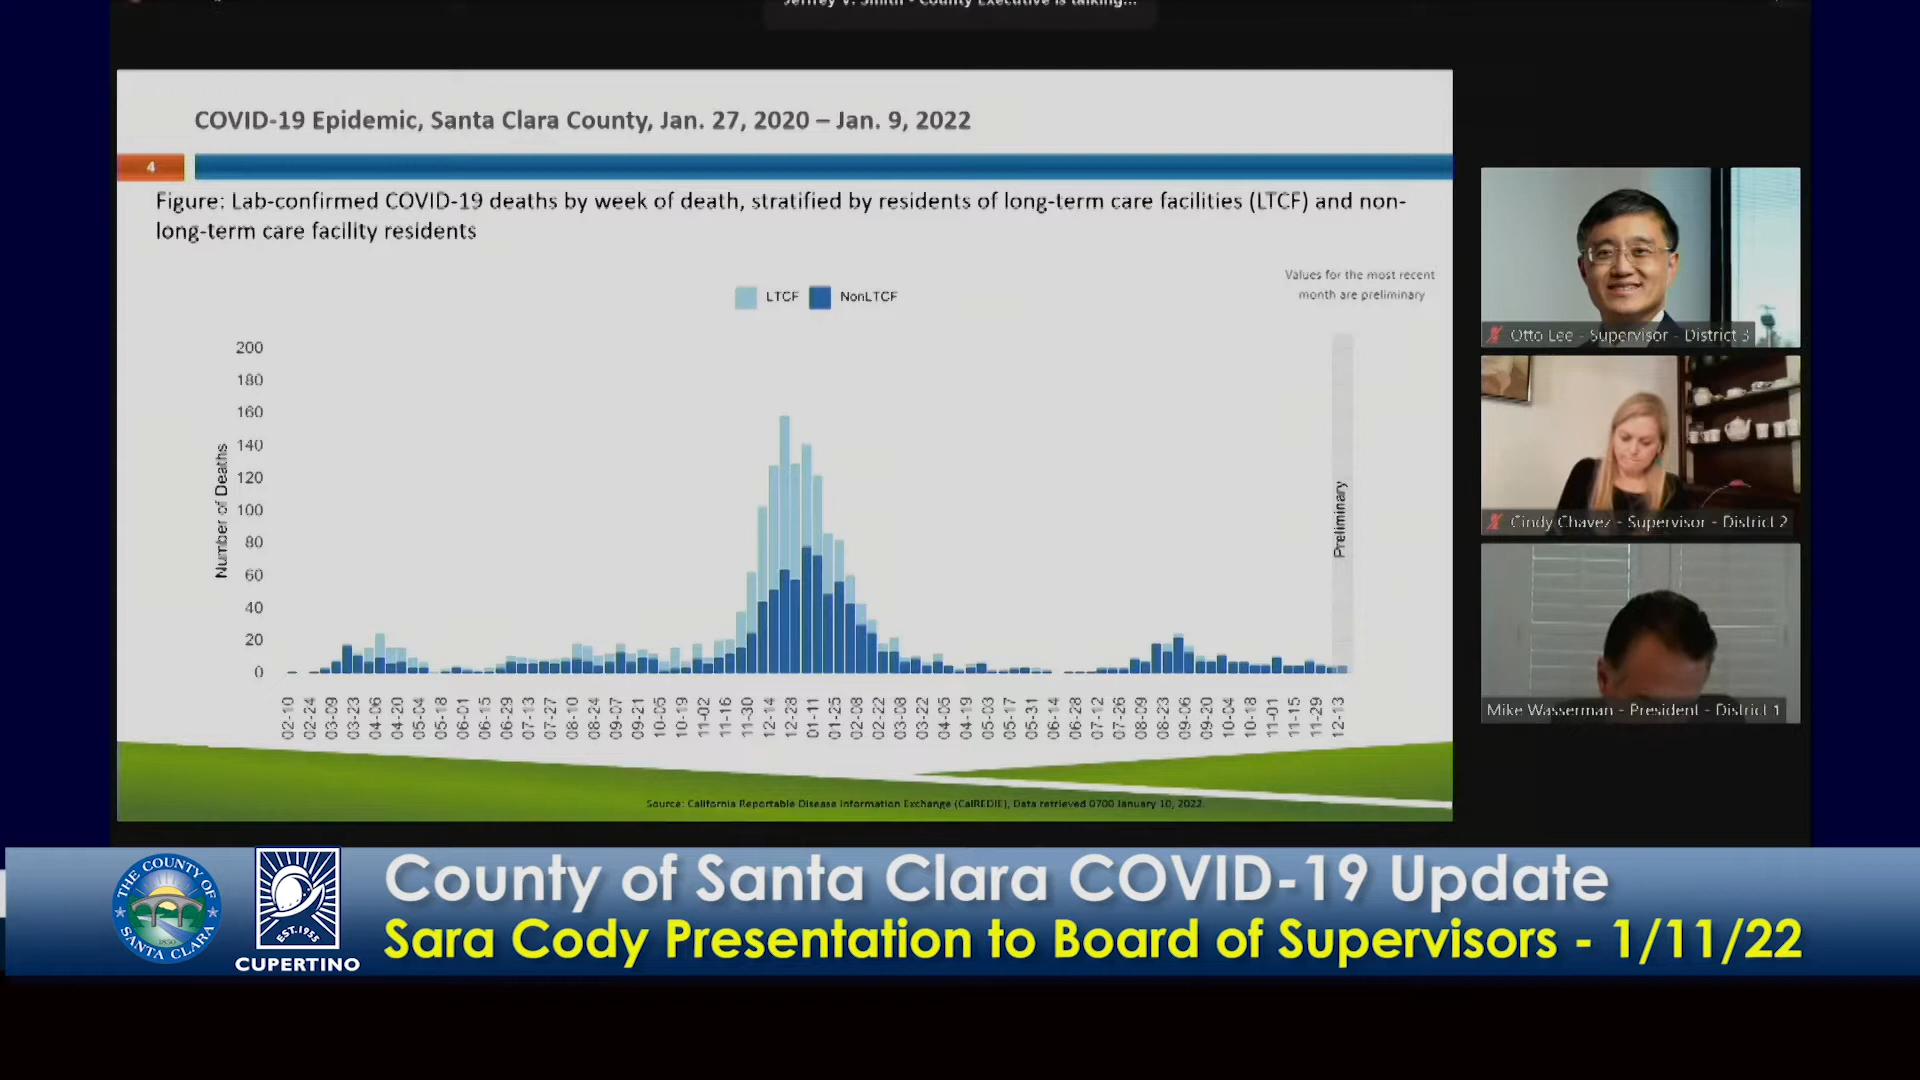 Jeffrey V. Smith - County Executive is talking...
COVID-19 Epidemic, Santa Clara County, Jan. 27, 2020 – Jan. 9, 2022
4
Figure: Lab-confirmed COVID-19 deaths by week of death, stratified by residents of long-term care facilities (LTCF) and non-
long-term care facility residents
Values for the most recent
month are preliminary
LTCF NonLTCF
Number of Deaths
200
180
160
140
120
100
80
60
40
20
0
Preliminary
02-10 02-24 03-09 03-23 04-06 04-20 05-04 05-18 06-01 06-15 06-29 07-13 07-27 08-10 08-24 09-07 09-21 10-05 10-19 11-02 11-16 11-30 12-14 12-28 01-11 01-25 02-08 02-22 03-08 03-22 04-05 04-19 05-03 05-17 05-31 06-14 06-28 07-12 07-26 08-09 08-23 09-06 09-20 10-04 10-18 11-01 11-15 11-29 12-13
Source: California Reportable Disease Information Exchange (CalREDIE), Data retrieved 0700 January 10, 2022.
Otto Lee - Supervisor - District 3
Cindy Chavez - Supervisor - District 2
Mike Wasserman - President - District 1
THE COUNTY OF
SANTA CLARA
1850
EST. 1955
CUPERTINO
County of Santa Clara COVID-19 Update
Sara Cody Presentation to Board of Supervisors - 1/11/22